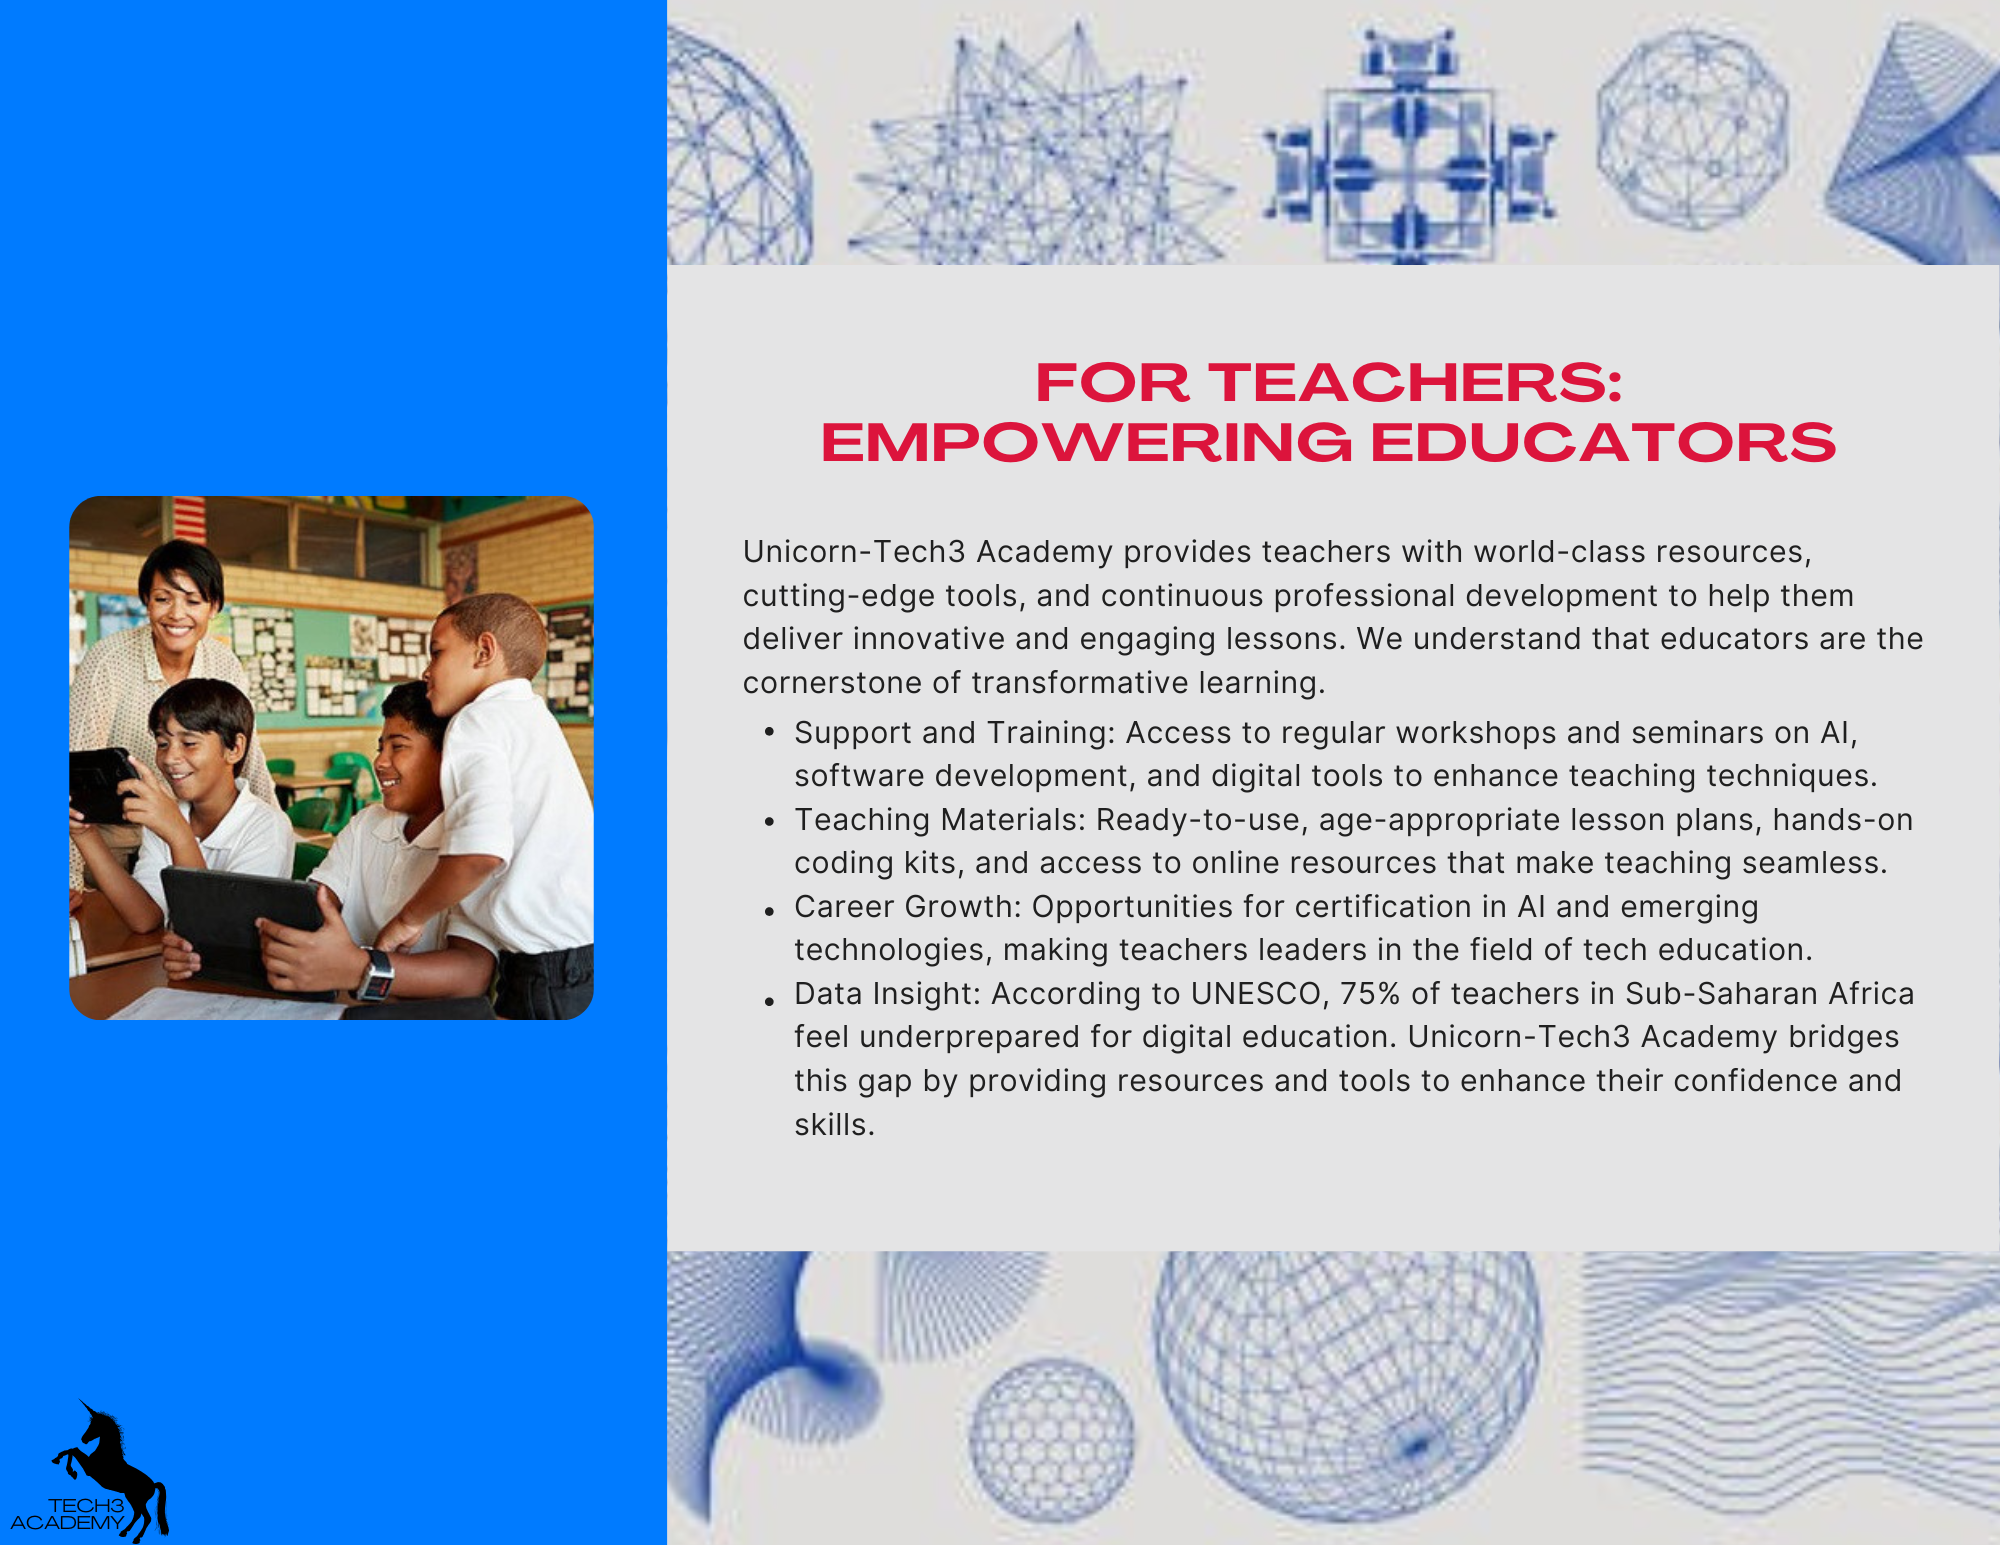 FOR TEACHERS:
EMPOWERING EDUCATORS
Unicorn-Tech3 Academy provides teachers with world-class resources,
cutting-edge tools, and continuous professional development to help them
deliver innovative and engaging lessons. We understand that educators are the
cornerstone of transformative learning.
• Support and Training: Access to regular workshops and seminars on AI,
software development, and digital tools to enhance teaching techniques.
• Teaching Materials: Ready-to-use, age-appropriate lesson plans, hands-on
coding kits, and access to online resources that make teaching seamless.
• Career Growth: Opportunities for certification in AI and emerging
technologies, making teachers leaders in the field of tech education.
• Data Insight: According to UNESCO, 75% of teachers in Sub-Saharan Africa
feel underprepared for digital education. Unicorn-Tech3 Academy bridges
this gap by providing resources and tools to enhance their confidence and
skills.
TECH3
ACADEMY